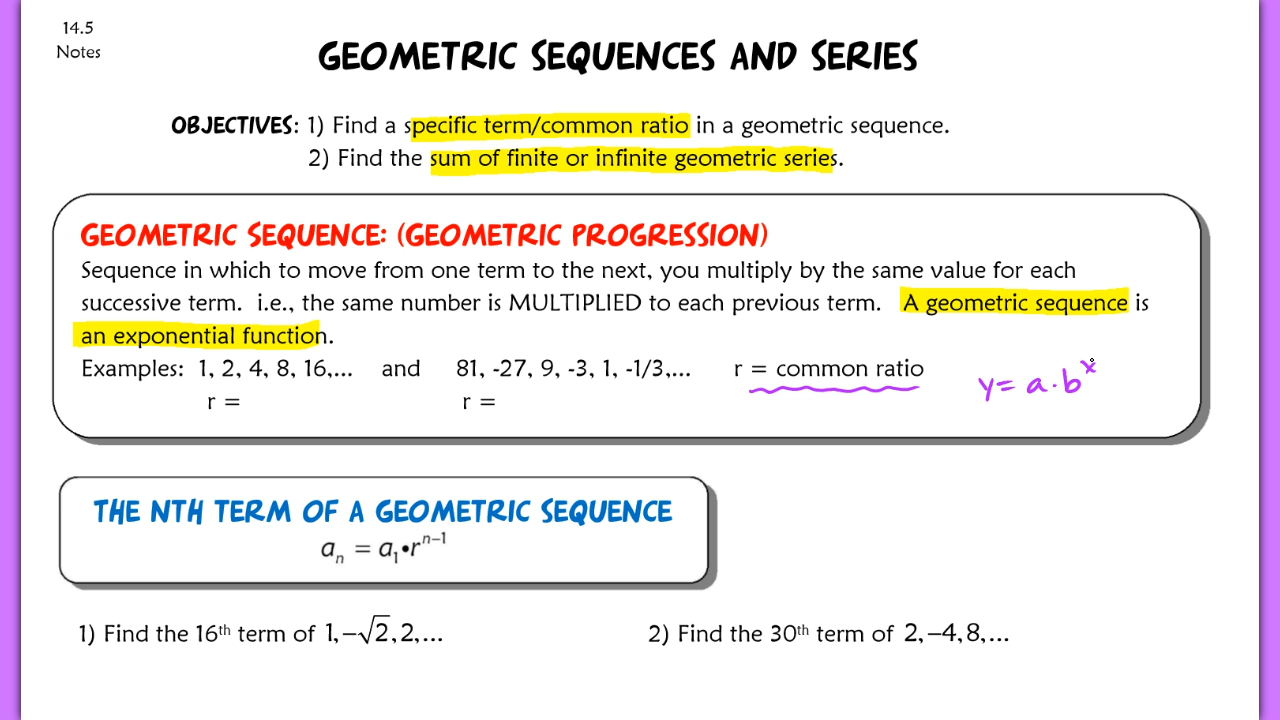 14.5
Notes
GEOMETRIC SEQUENCES AND SERIES
OBJECTIVES: 1) Find a specific term/common ratio in a geometric sequence.
2) Find the sum of finite or infinite geometric series.
GEOMETRIC SEQUENCE: (GEOMETRIC PROGRESSION)
Sequence in which to move from one term to the next, you multiply by the same value for each
successive term. i.e., the same number is MULTIPLIED to each previous term. A geometric sequence is
an exponential function.
Examples: 1, 2, 4, 8, 16,... and 81, -27, 9, -3, 1, -1/3,... r = common ratio y = a·b^x
r = r =
THE NTH TERM OF A GEOMETRIC SEQUENCE
aₙ = a₁•rⁿ⁻¹
1) Find the 16ᵗʰ term of 1, −√2, 2, ... 2) Find the 30ᵗʰ term of 2, −4, 8, ...